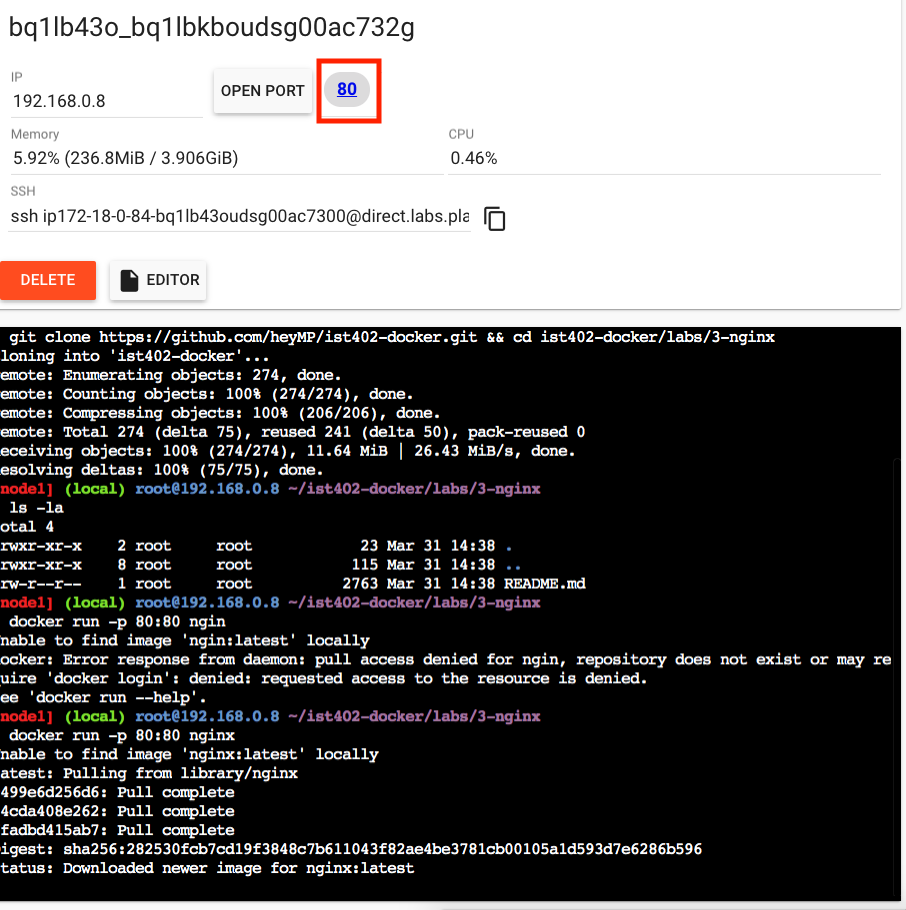 bq1lb43o_bq1lbkboudsg00ac732g
IP
192.168.0.8
OPEN PORT
80
Memory
5.92% (236.8MiB / 3.906GiB)
CPU
0.46%
SSH
ssh ip172-18-0-84-bq1lb43oudsg00ac7300@direct.labs.pla
DELETE
EDITOR
git clone https://github.com/heyMP/ist402-docker.git && cd ist402-docker/labs/3-nginx
loning into 'ist402-docker'...
emote: Enumerating objects: 274, done.
emote: Counting objects: 100% (274/274), done.
emote: Compressing objects: 100% (206/206), done.
emote: Total 274 (delta 75), reused 241 (delta 50), pack-reused 0
eceiving objects: 100% (274/274), 11.64 MiB | 26.43 MiB/s, done.
esolving deltas: 100% (75/75), done.
node1] (local) root@192.168.0.8 ~/ist402-docker/labs/3-nginx
ls -la
otal 4
rwxr-xr-x    2 root     root            23 Mar 31 14:38 .
rwxr-xr-x    8 root     root           115 Mar 31 14:38 ..
rw-r--r--    1 root     root          2763 Mar 31 14:38 README.md
node1] (local) root@192.168.0.8 ~/ist402-docker/labs/3-nginx
docker run -p 80:80 ngin
nable to find image 'ngin:latest' locally
ocker: Error response from daemon: pull access denied for ngin, repository does not exist or may re
uire 'docker login': denied: requested access to the resource is denied.
ee 'docker run --help'.
node1] (local) root@192.168.0.8 ~/ist402-docker/labs/3-nginx
docker run -p 80:80 nginx
nable to find image 'nginx:latest' locally
atest: Pulling from library/nginx
499e6d256d6: Pull complete
4cda408e262: Pull complete
fadbd415ab7: Pull complete
igest: sha256:282530fcb7cd19f3848c7b611043f82ae4be3781cb00105a1d593d7e6286b596
tatus: Downloaded newer image for nginx:latest